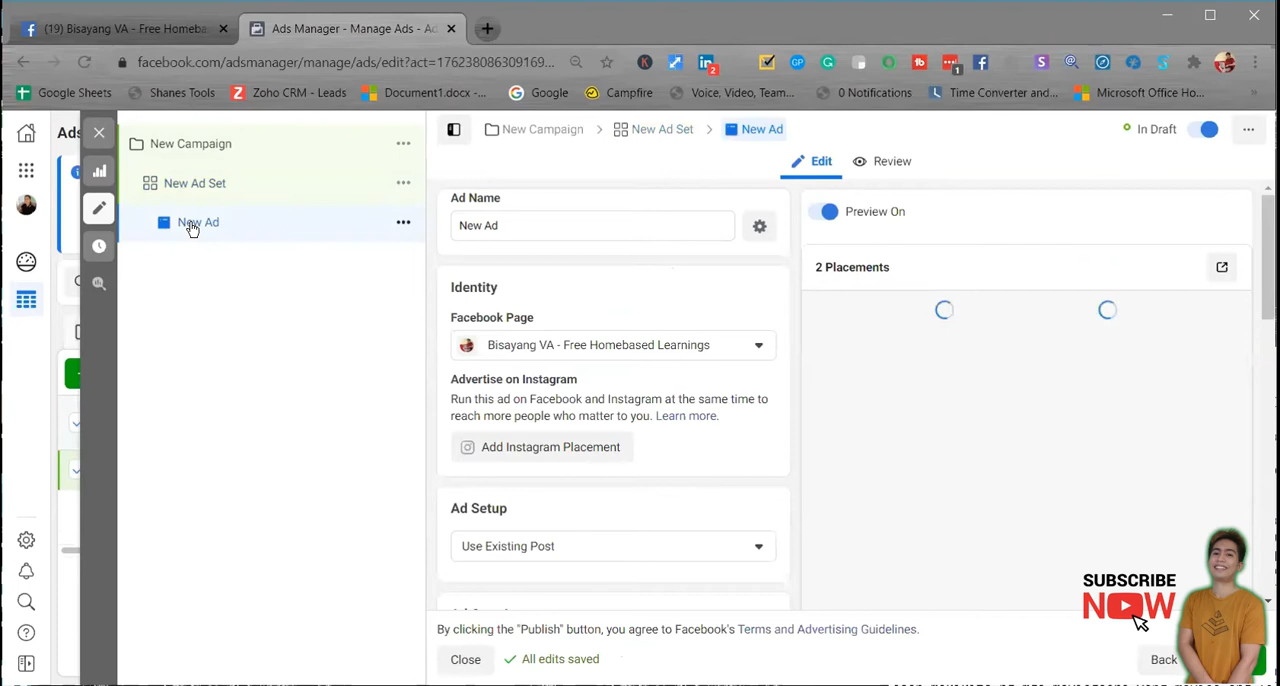 (19) Bisayang VA - Free Homeba
Ads Manager - Manage Ads - Ad
facebook.com/adsmanager/manage/ads/edit?act=176238086309169...
2
GP
1
Google Sheets
Shanes Tools
Zoho CRM - Leads
Document1.docx -...
Google
Campfire
Voice, Video, Team...
0 Notifications
Time Converter and...
Microsoft Office Ho...
Ads
New Campaign
New Ad Set
New Ad
New Campaign > New Ad Set > New Ad
In Draft
Edit
Review
Ad Name
New Ad
Preview On
2 Placements
Identity
Facebook Page
Bisayang VA - Free Homebased Learnings
Advertise on Instagram
Run this ad on Facebook and Instagram at the same time to
reach more people who matter to you. Learn more.
Add Instagram Placement
Ad Setup
Use Existing Post
SUBSCRIBE
NOW
By clicking the "Publish" button, you agree to Facebook's Terms and Advertising Guidelines.
Close
All edits saved
Back